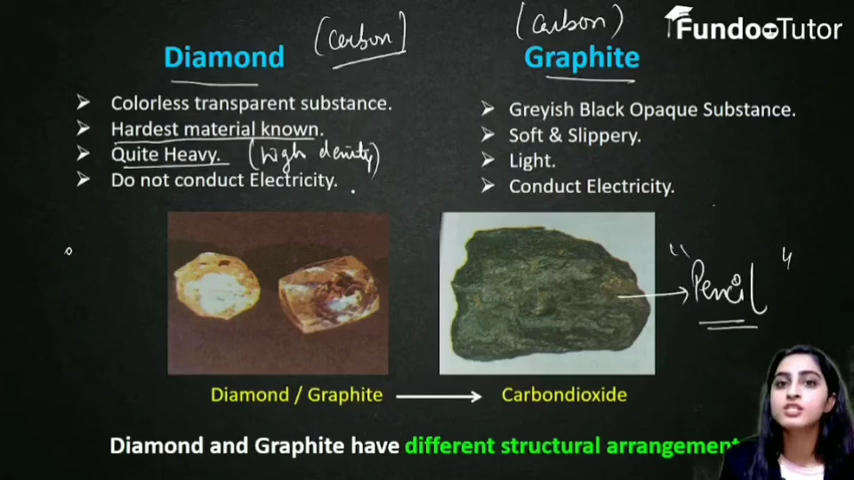 FundooTutor
(Carbon)
(Carbon)
Diamond
Graphite
➢ Colorless transparent substance.
➢ Hardest material known.
➢ Quite Heavy. (High density)
➢ Do not conduct Electricity.
➢ Greyish Black Opaque Substance.
➢ Soft & Slippery.
➢ Light.
➢ Conduct Electricity.
"Pencil"
Diamond / Graphite → Carbondioxide
Diamond and Graphite have different structural arrangement